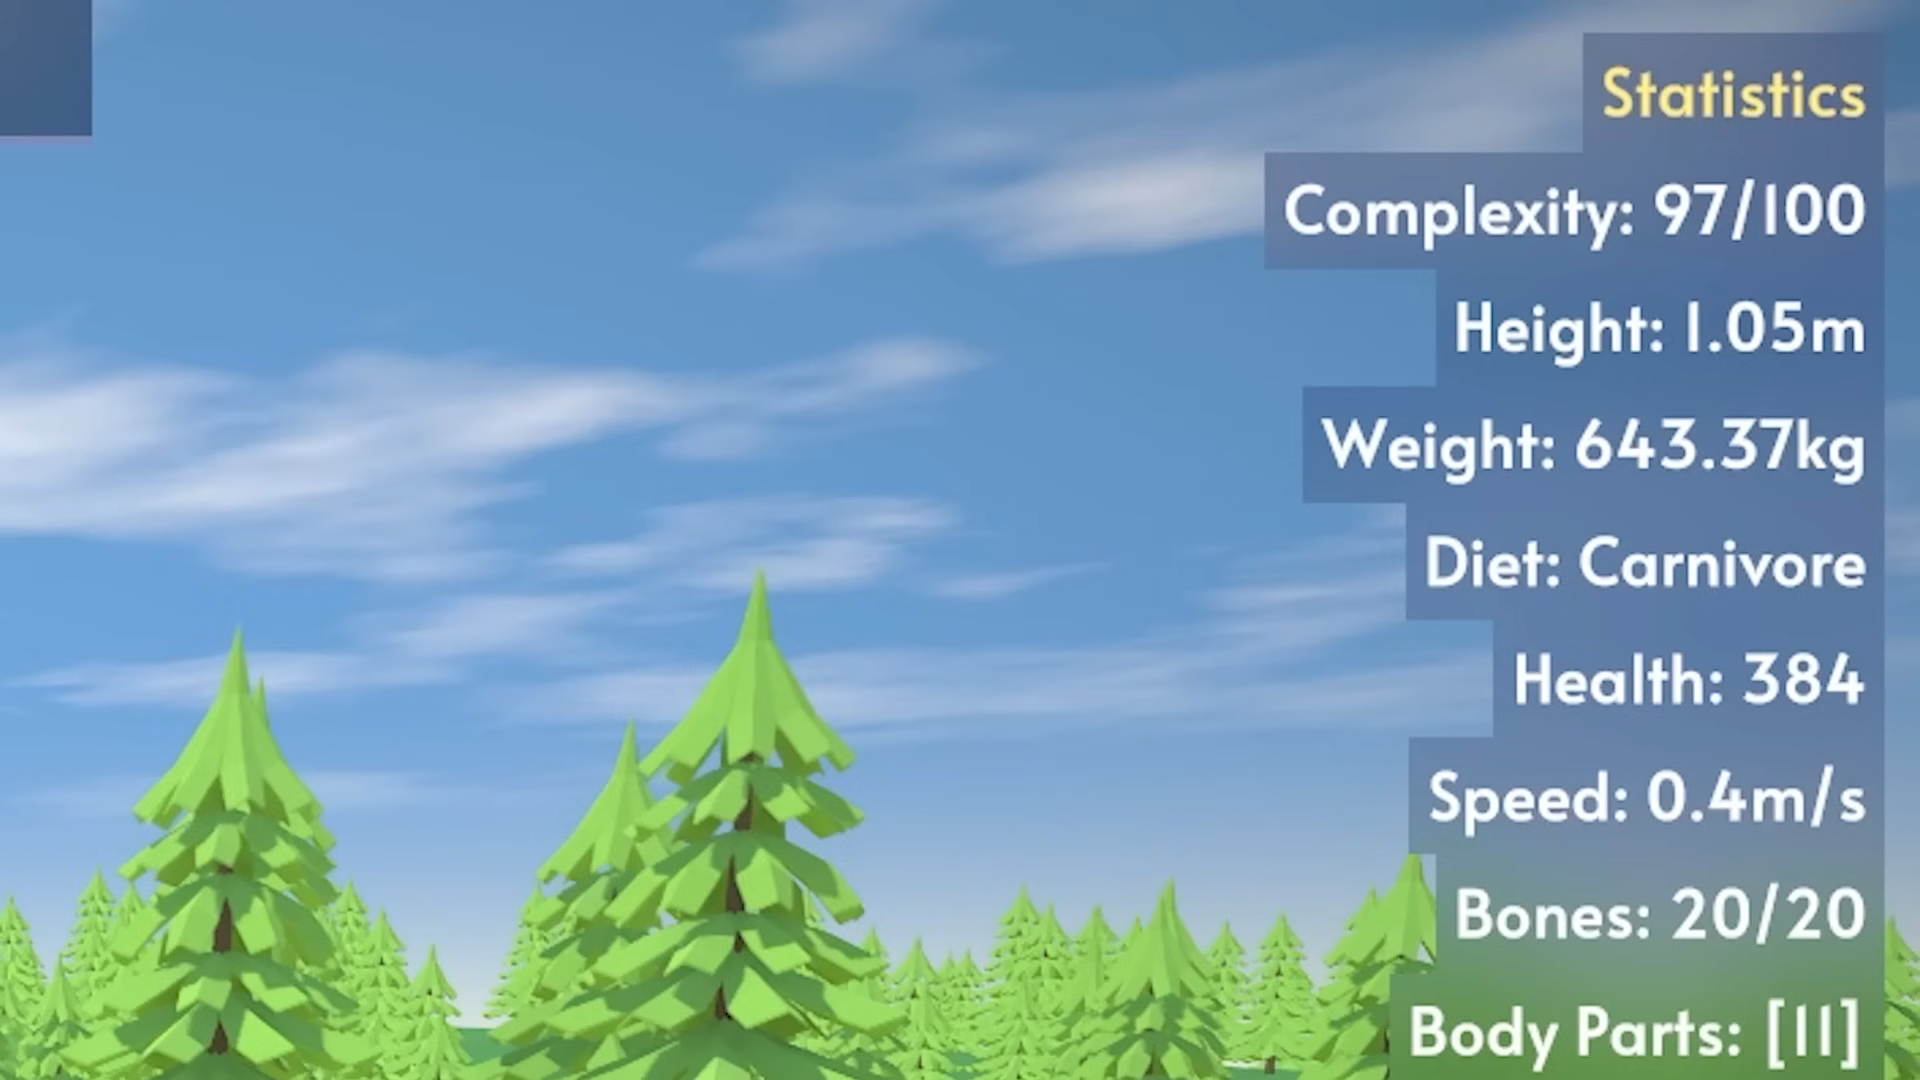 Statistics
Complexity: 97/100
Height: 1.05m
Weight: 643.37kg
Diet: Carnivore
Health: 384
Speed: 0.4m/s
Bones: 20/20
Body Parts: [11]